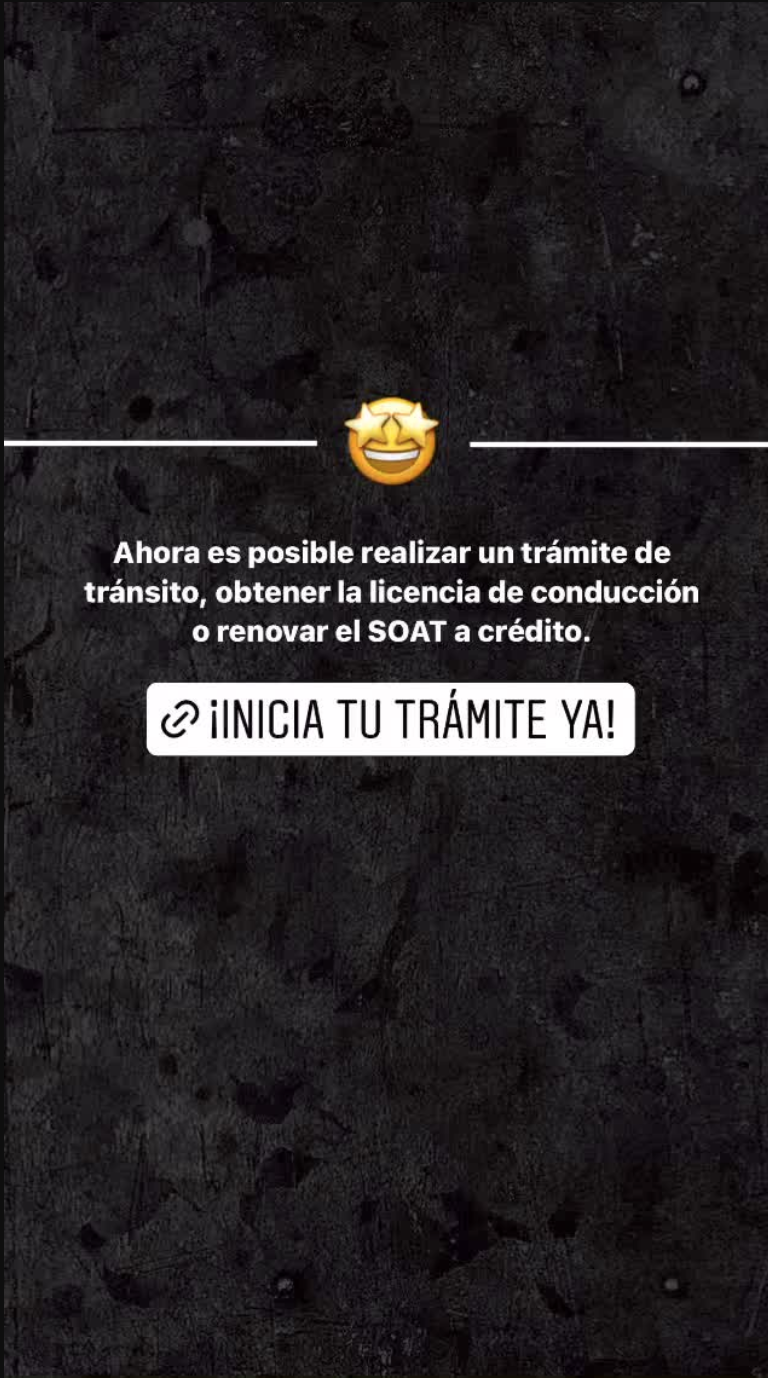 Ahora es posible realizar un trámite de
tránsito, obtener la licencia de conducción
o renovar el SOAT a crédito.
¡INICIA TU TRÁMITE YA!